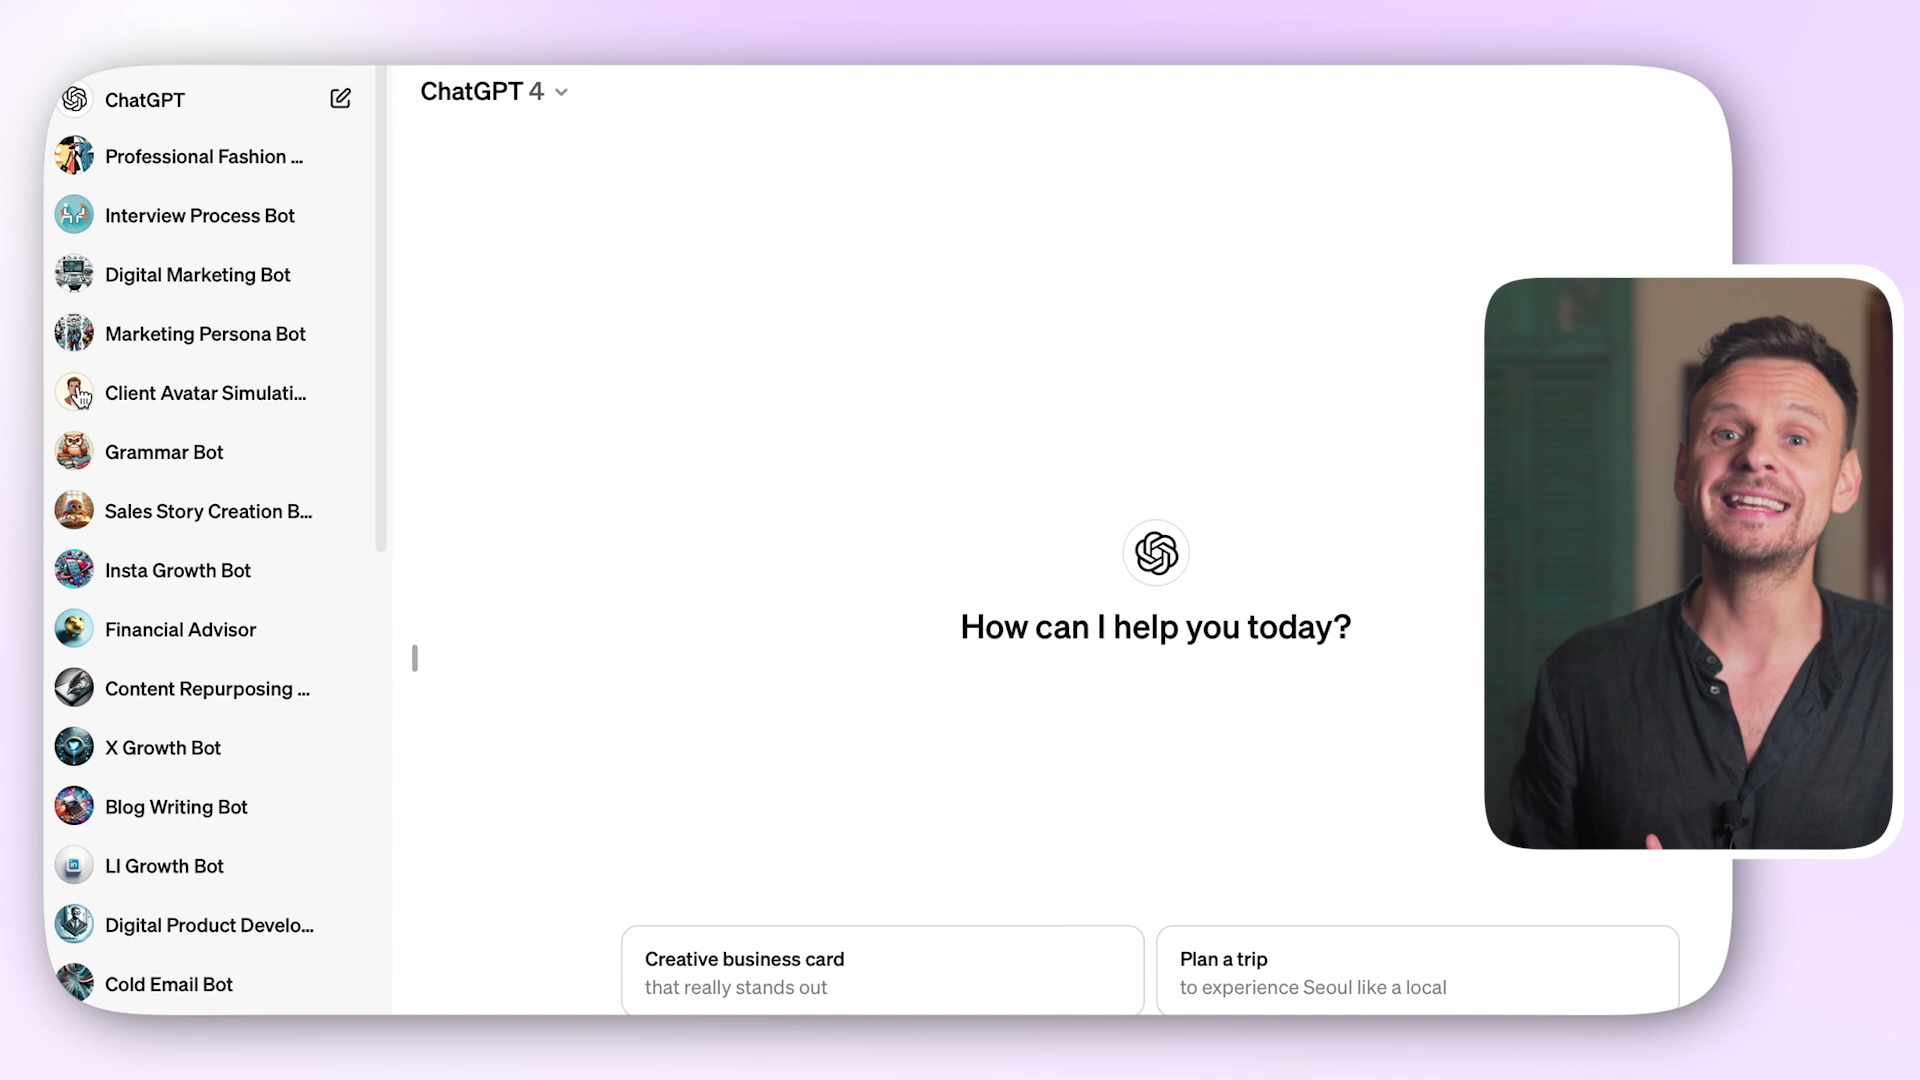 ChatGPT
Professional Fashion ...
Interview Process Bot
Digital Marketing Bot
Marketing Persona Bot
Client Avatar Simulati...
Grammar Bot
Sales Story Creation B...
Insta Growth Bot
Financial Advisor
Content Repurposing ...
X Growth Bot
Blog Writing Bot
LI Growth Bot
Digital Product Develo...
Cold Email Bot
ChatGPT 4
How can I help you today?
Creative business card
that really stands out
Plan a trip
to experience Seoul like a local